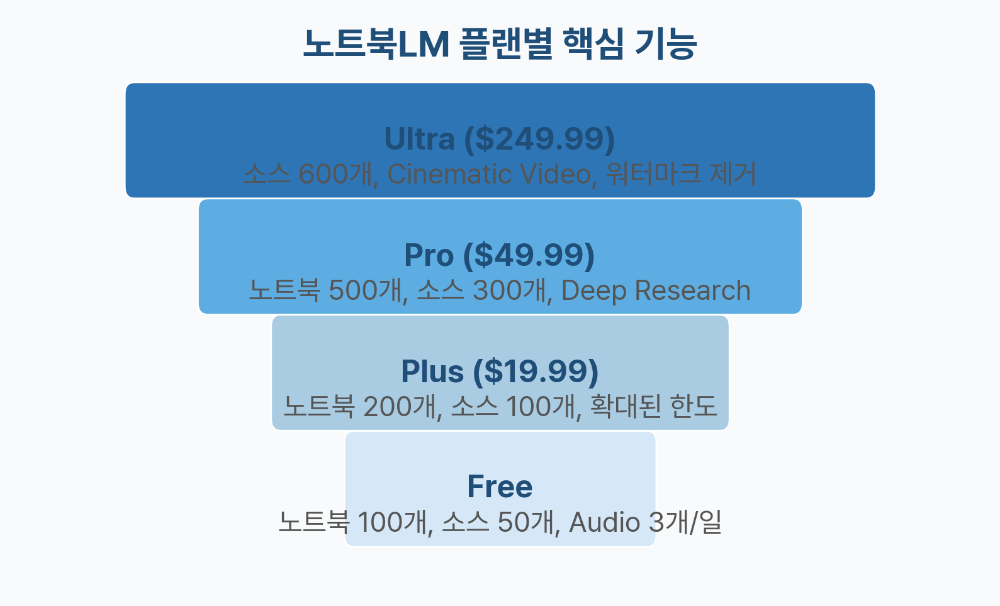 노트북LM 플랜별 핵심 기능
Ultra ($249.99)
소스 600개, Cinematic Video, 워터마크 제거
Pro ($49.99)
노트북 500개, 소스 300개, Deep Research
Plus ($19.99)
노트북 200개, 소스 100개, 확대된 한도
Free
노트북 100개, 소스 50개, Audio 3개/일